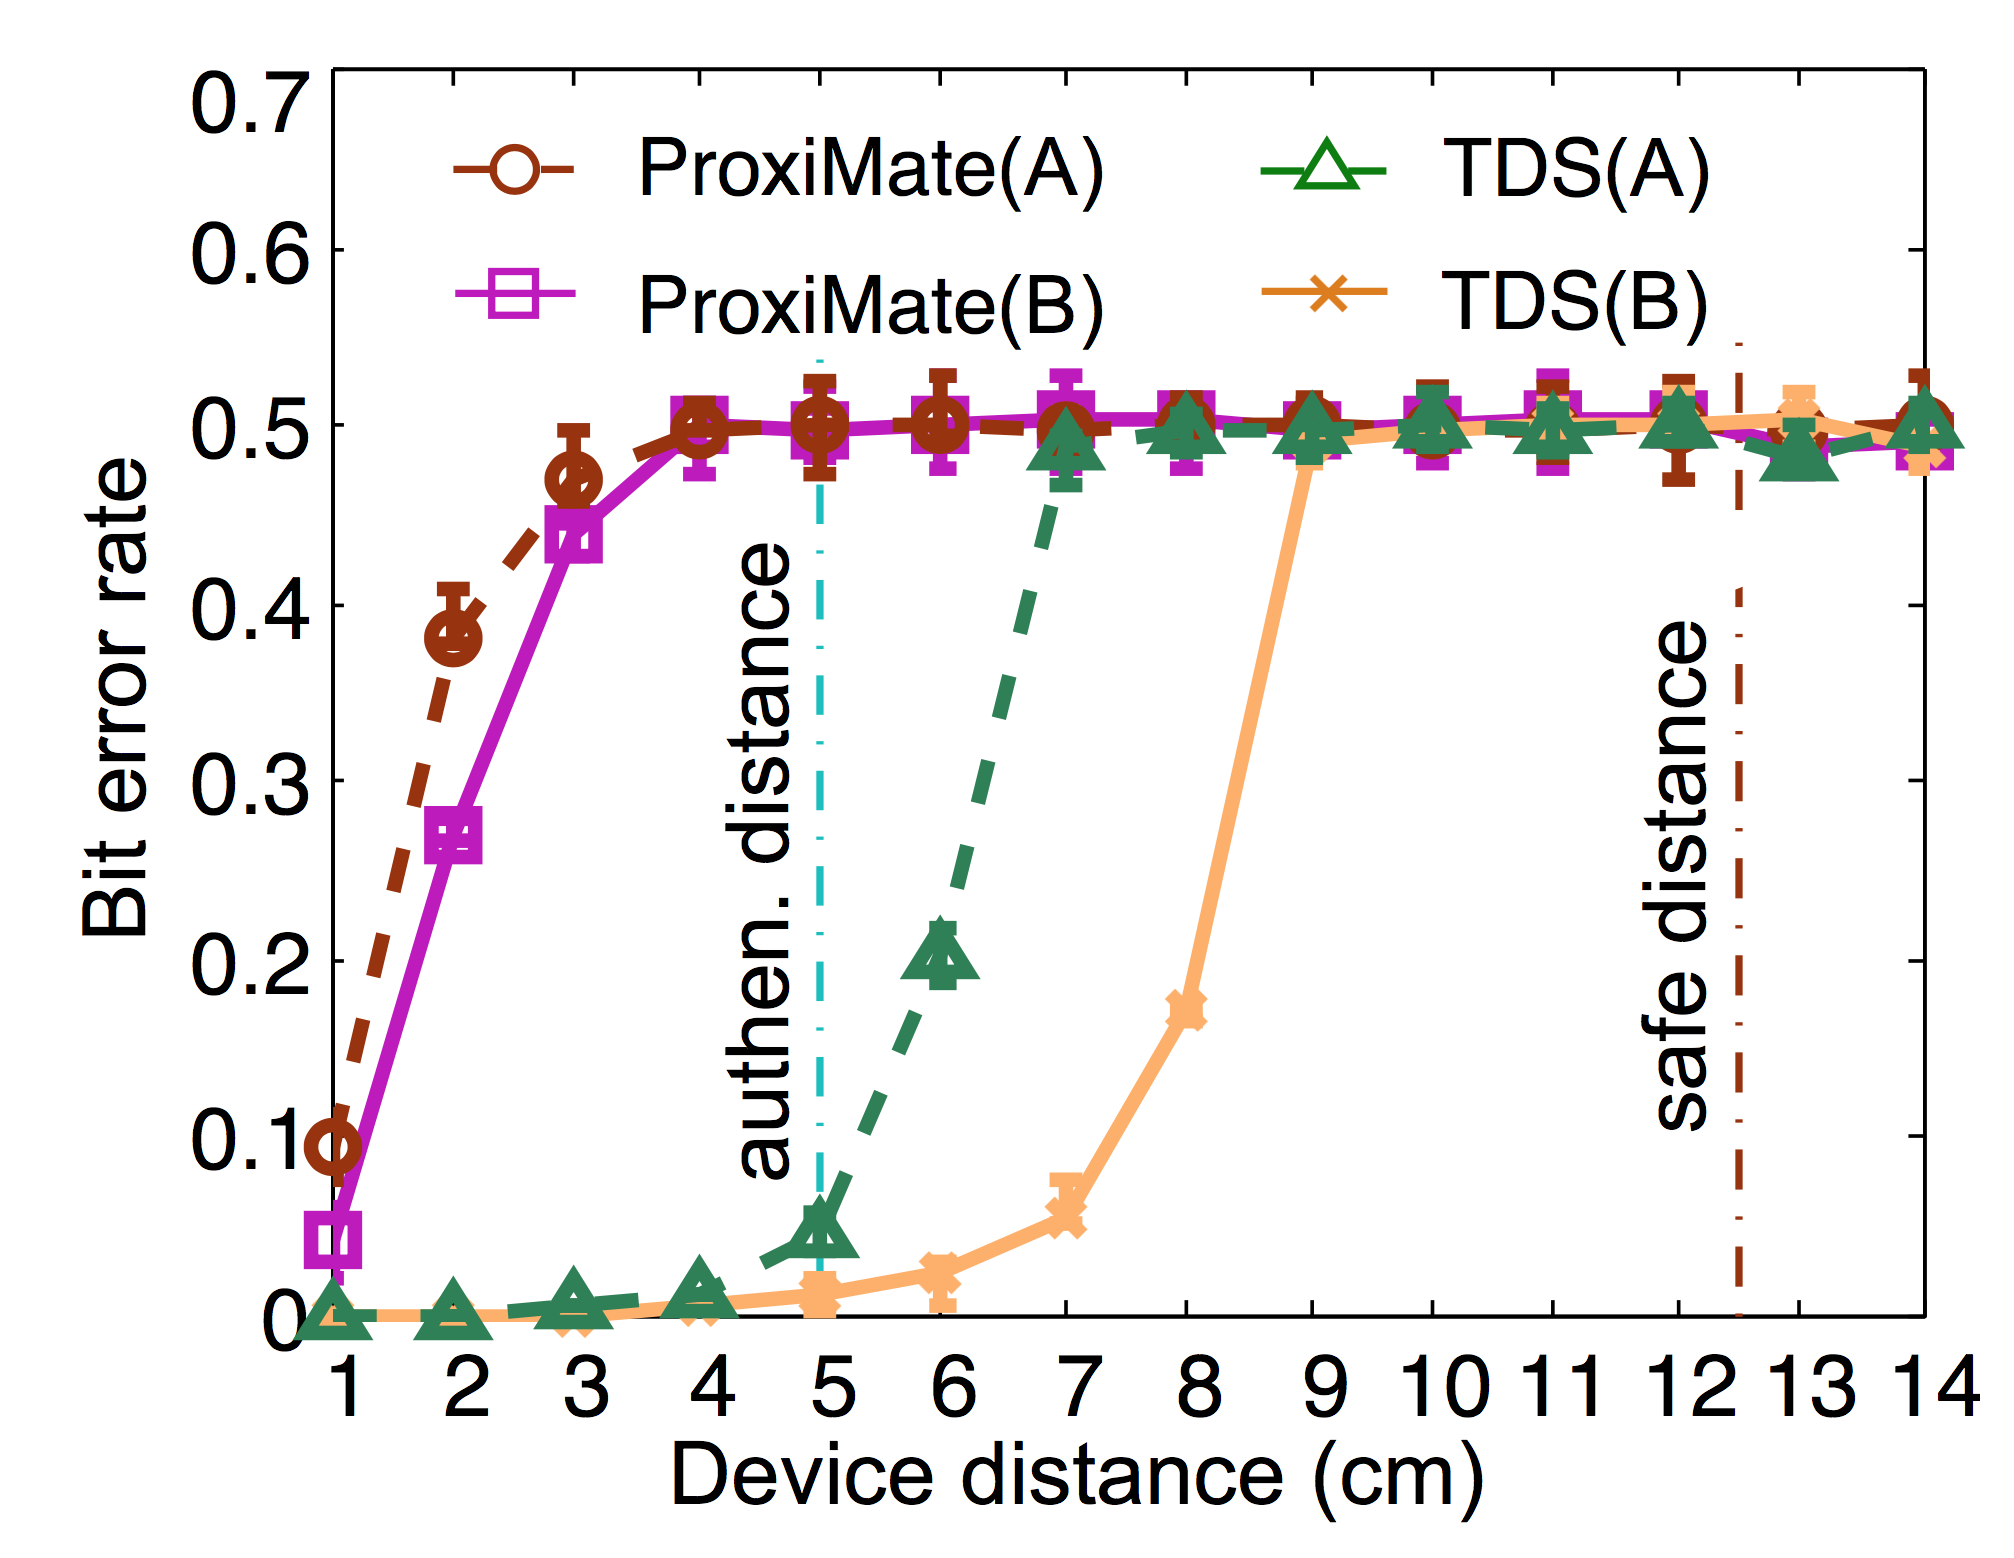 0.7
0.6
0.5
0.4
0.3
0.2
0.1
0
Bit error rate
ProxiMate(A)
TDS(A)
ProxiMate(B)
TDS(B)
authen. distance
safe distance
1 2 3 4 5 6 7 8 9 10 11 12 13 14
Device distance (cm)